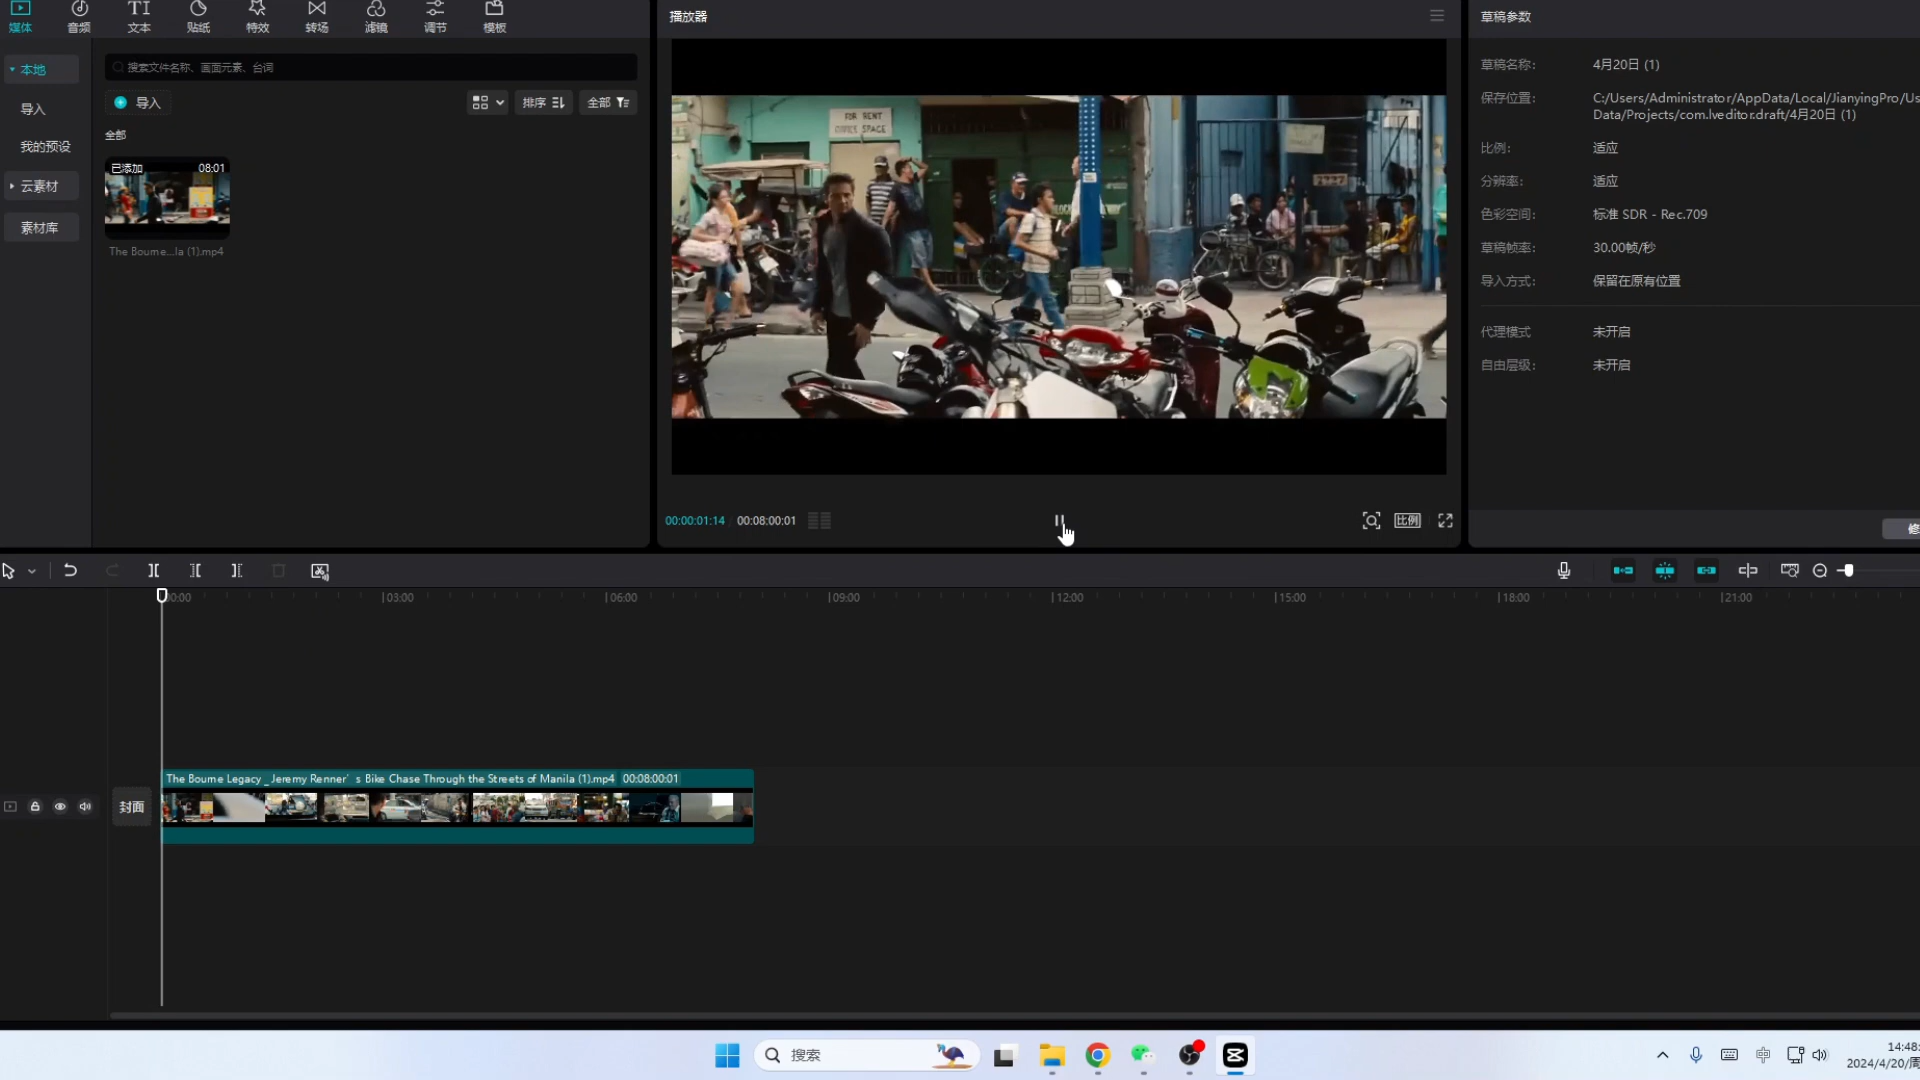 媒体
音频
文本
贴纸
特效
转场
滤镜
调节
模板
播放器
草稿参数
本地
导入
我的预设
云素材
素材库
搜索文件名称、画面元素、台词
导入
排序
全部
全部
已添加
08:01
The Bourne...la (1).mp4
FOR RENT
OFFICE SPACE
00:00:01:14
00:08:00:01
比例
草稿名称:
4月20日 (1)
保存位置:
C:/Users/Administrator/AppData/Local/JianyingPro/Us
Data/Projects/com.lveditor.draft/4月20日 (1)
比例:
适应
分辨率:
适应
色彩空间:
标准 SDR - Rec.709
草稿帧率:
30.00帧/秒
导入方式:
保留在原有位置
代理模式
未开启
自由层级:
未开启
修
00:00
03:00
06:00
09:00
12:00
15:00
18:00
21:00
封面
The Bourne Legacy _ Jeremy Renner’s Bike Chase Through the Streets of Manila (1).mp4
00:08:00:01
搜索
中
14:48:
2024/4/20/周